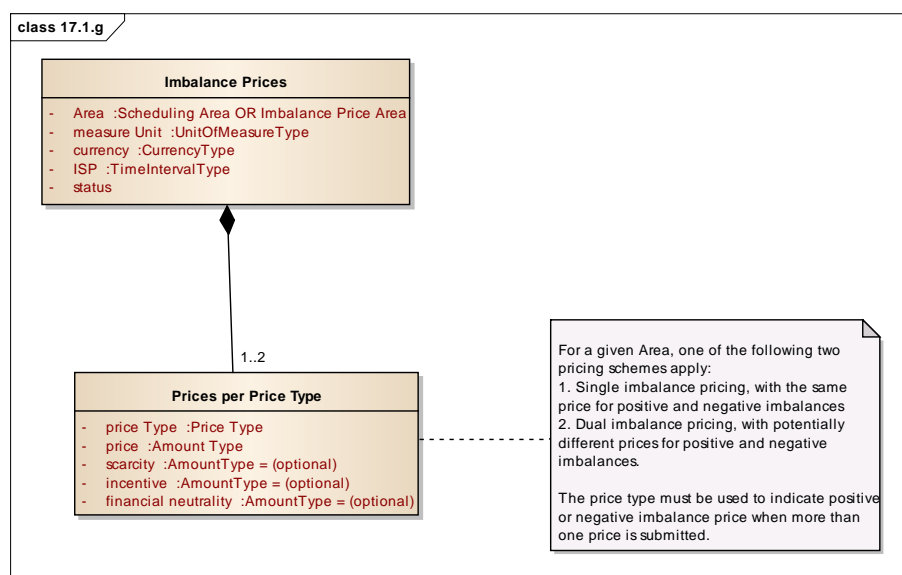 class 17.1.g
Imbalance Prices
- Area :Scheduling Area OR Imbalance Price Area
- measure Unit :UnitOfMeasureType
- currency :CurrencyType
- ISP :TimeIntervalType
- status
1..2
Prices per Price Type
- price Type :Price Type
- price :Amount Type
- scarcity :AmountType = (optional)
- incentive :AmountType = (optional)
- financial neutrality :AmountType = (optional)
For a given Area, one of the following two
pricing schemes apply:
1. Single imbalance pricing, with the same
price for positive and negative imbalances
2. Dual imbalance pricing, with potentially
different prices for positive and negative
imbalances.
The price type must be used to indicate positive
or negative imbalance price when more than
one price is submitted.